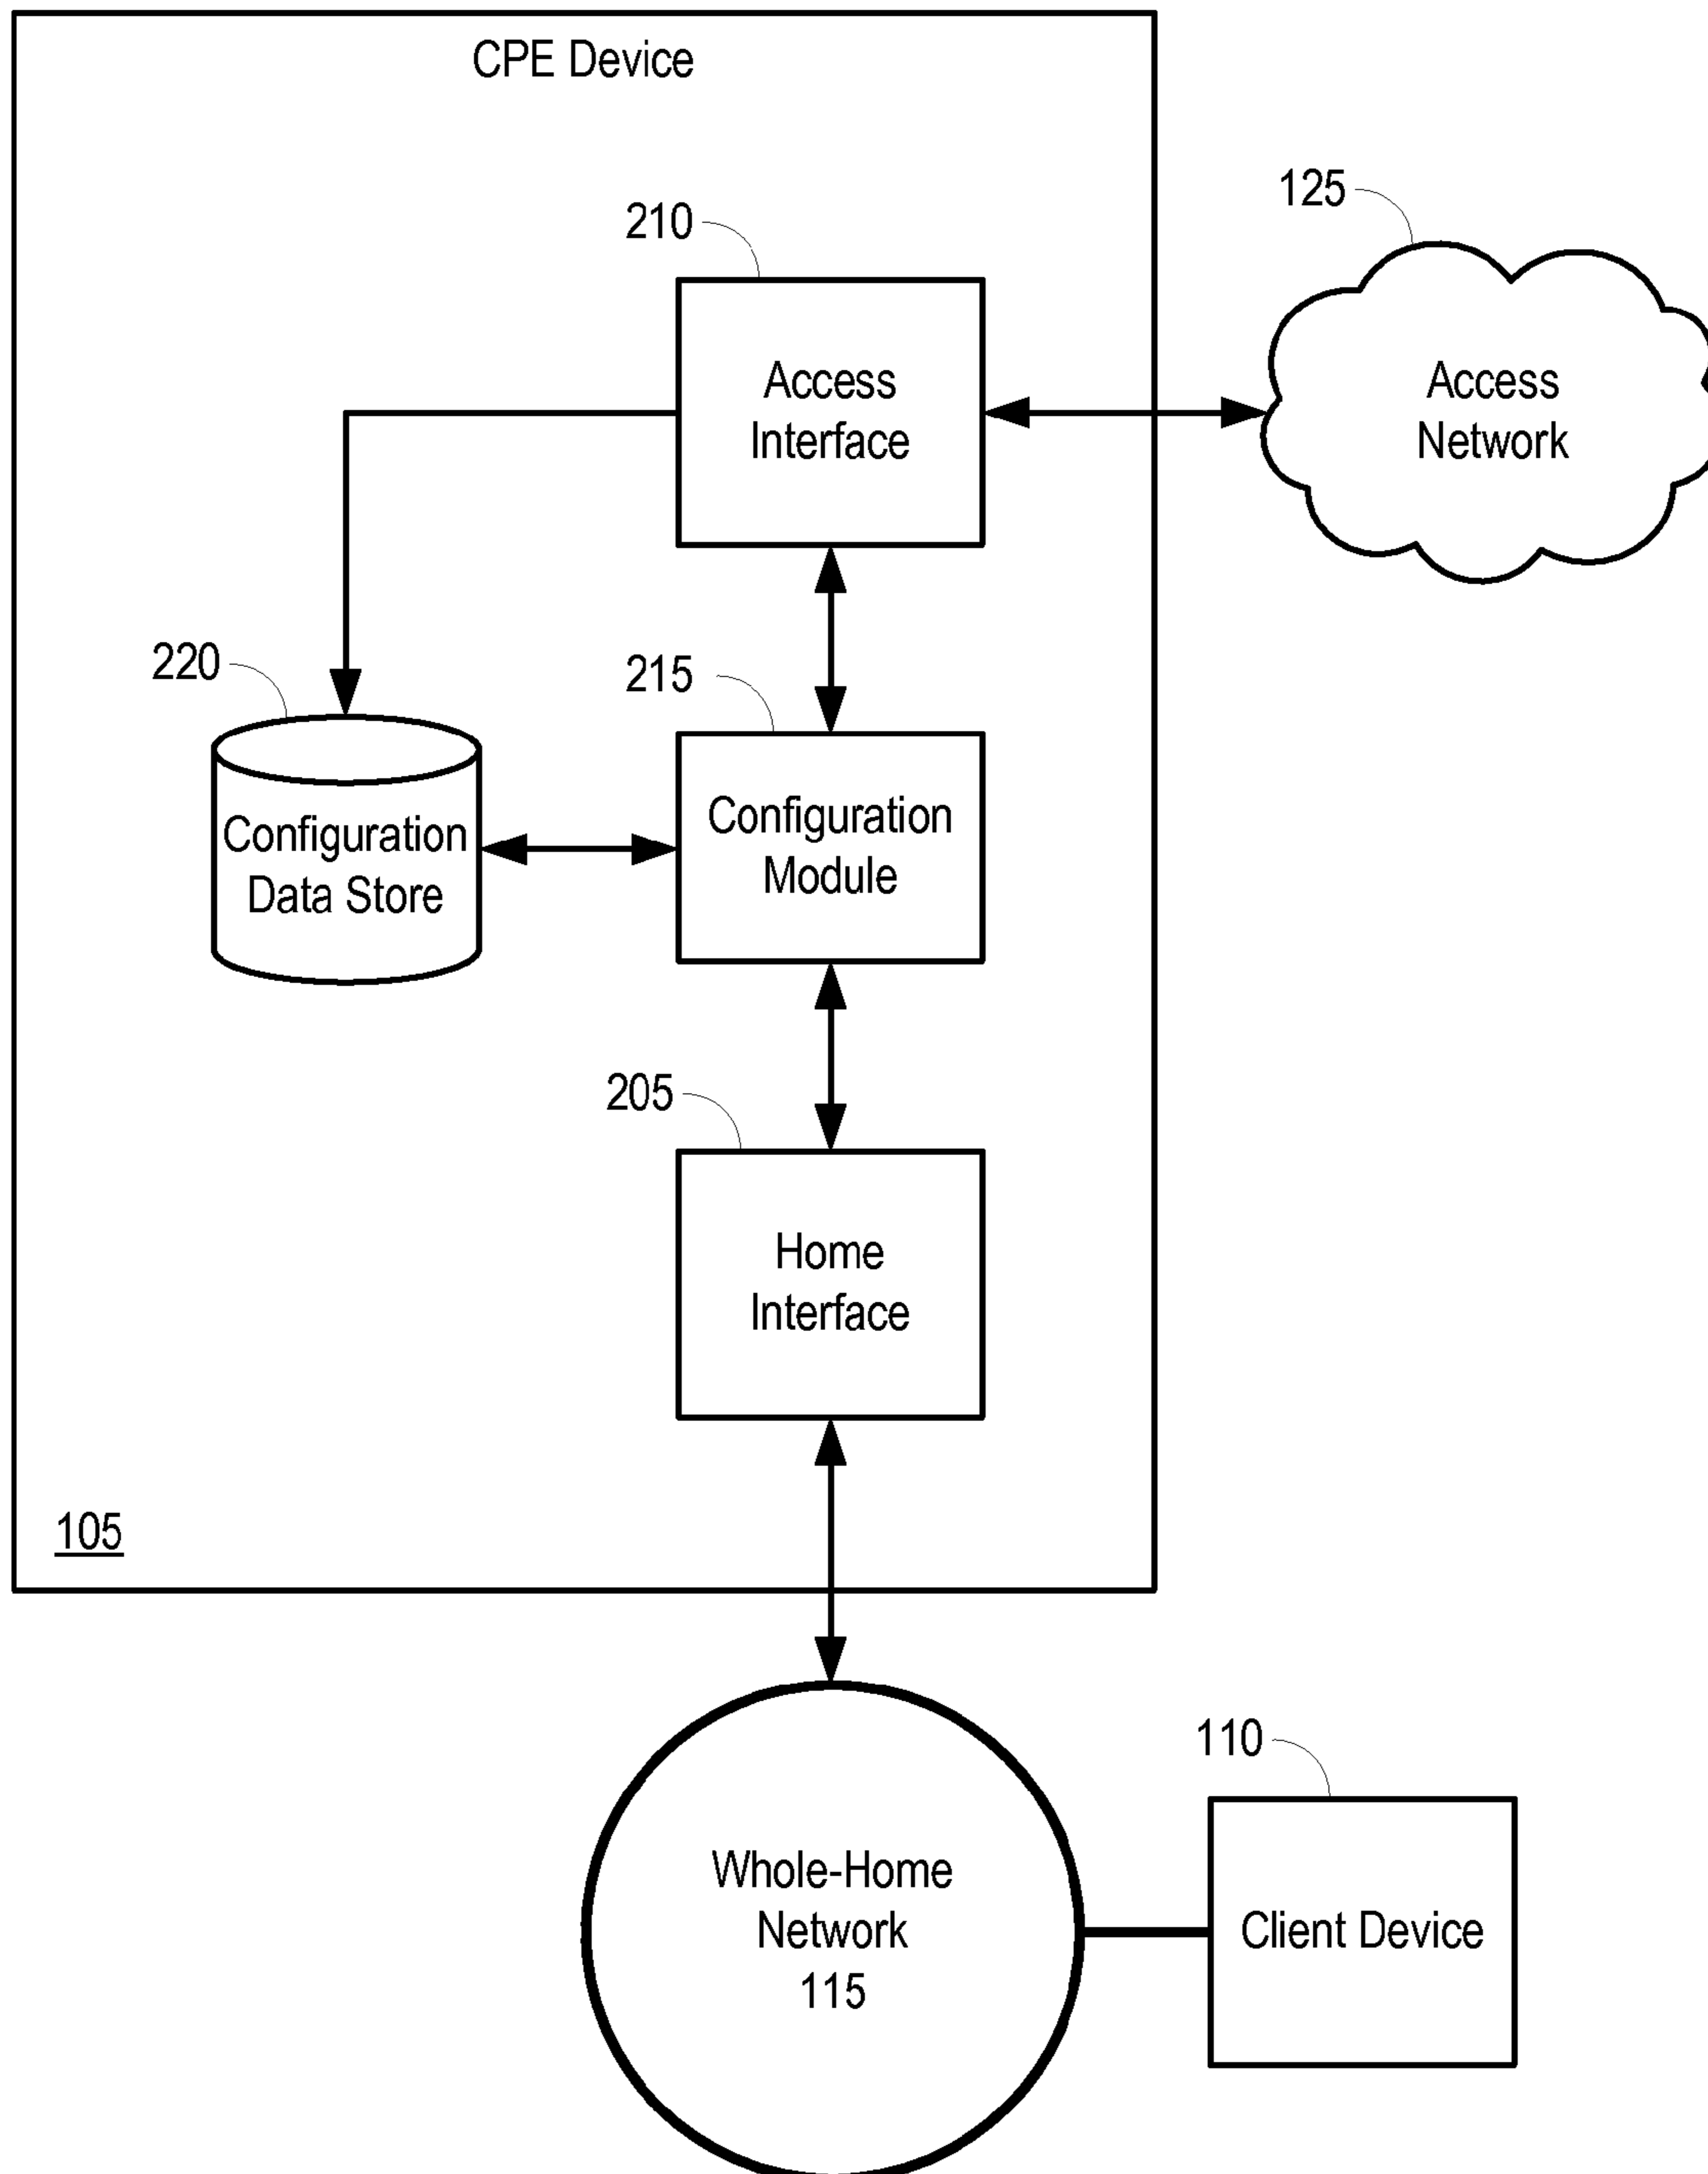 CPE Device
125
210
Access
Interface
Access
Network
220
215
Configuration
Module
Configuration
Data Store
205
Home
Interface
105
110
Whole-Home
Network
115
Client Device